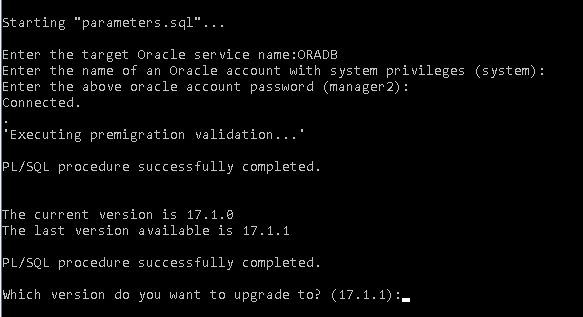 Starting "parameters.sql"...
Enter the target Oracle service name:ORADB
Enter the name of an Oracle account with system privileges (system):
Enter the above oracle account password (manager2):
Connected.
.
'Executing premigration validation...'
PL/SQL procedure successfully completed.
The current version is 17.1.0
The last version available is 17.1.1
PL/SQL procedure successfully completed.
Which version do you want to upgrade to? (17.1.1):